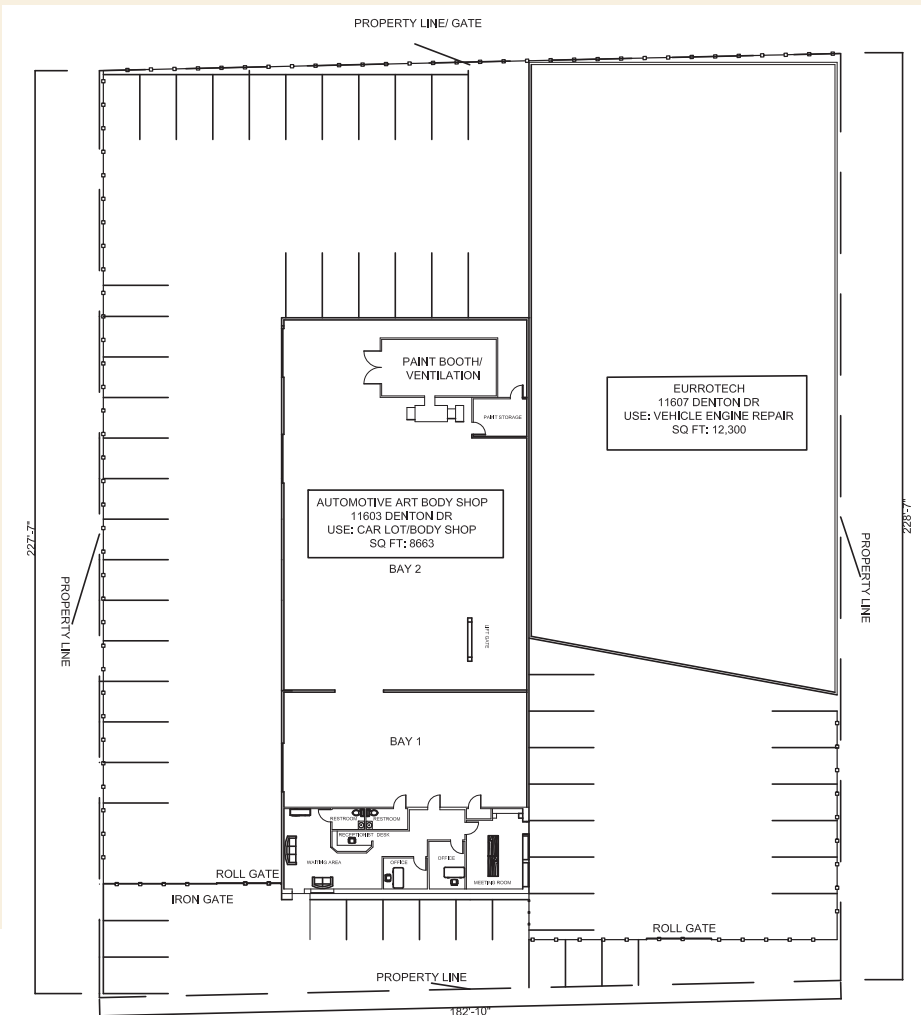 PROPERTY LINE/ GATE
PAINT BOOTH/
VENTILATION
PAINT STORAGE
EURROTECH
11607 DENTON DR
USE: VEHICLE ENGINE REPAIR
SQ FT: 12,300
AUTOMOTIVE ART BODY SHOP
11603 DENTON DR
USE: CAR LOT/BODY SHOP
SQ FT: 8663
BAY 2
227'-7"
228'-7"
PROPERTY LINE
PROPERTY LINE
LIFT GATE
BAY 1
RESTROOM
RESTROOM
RECEPTIONIST DESK
WAITING AREA
OFFICE
OFFICE
MEETING ROOM
ROLL GATE
IRON GATE
ROLL GATE
PROPERTY LINE
182'-10"